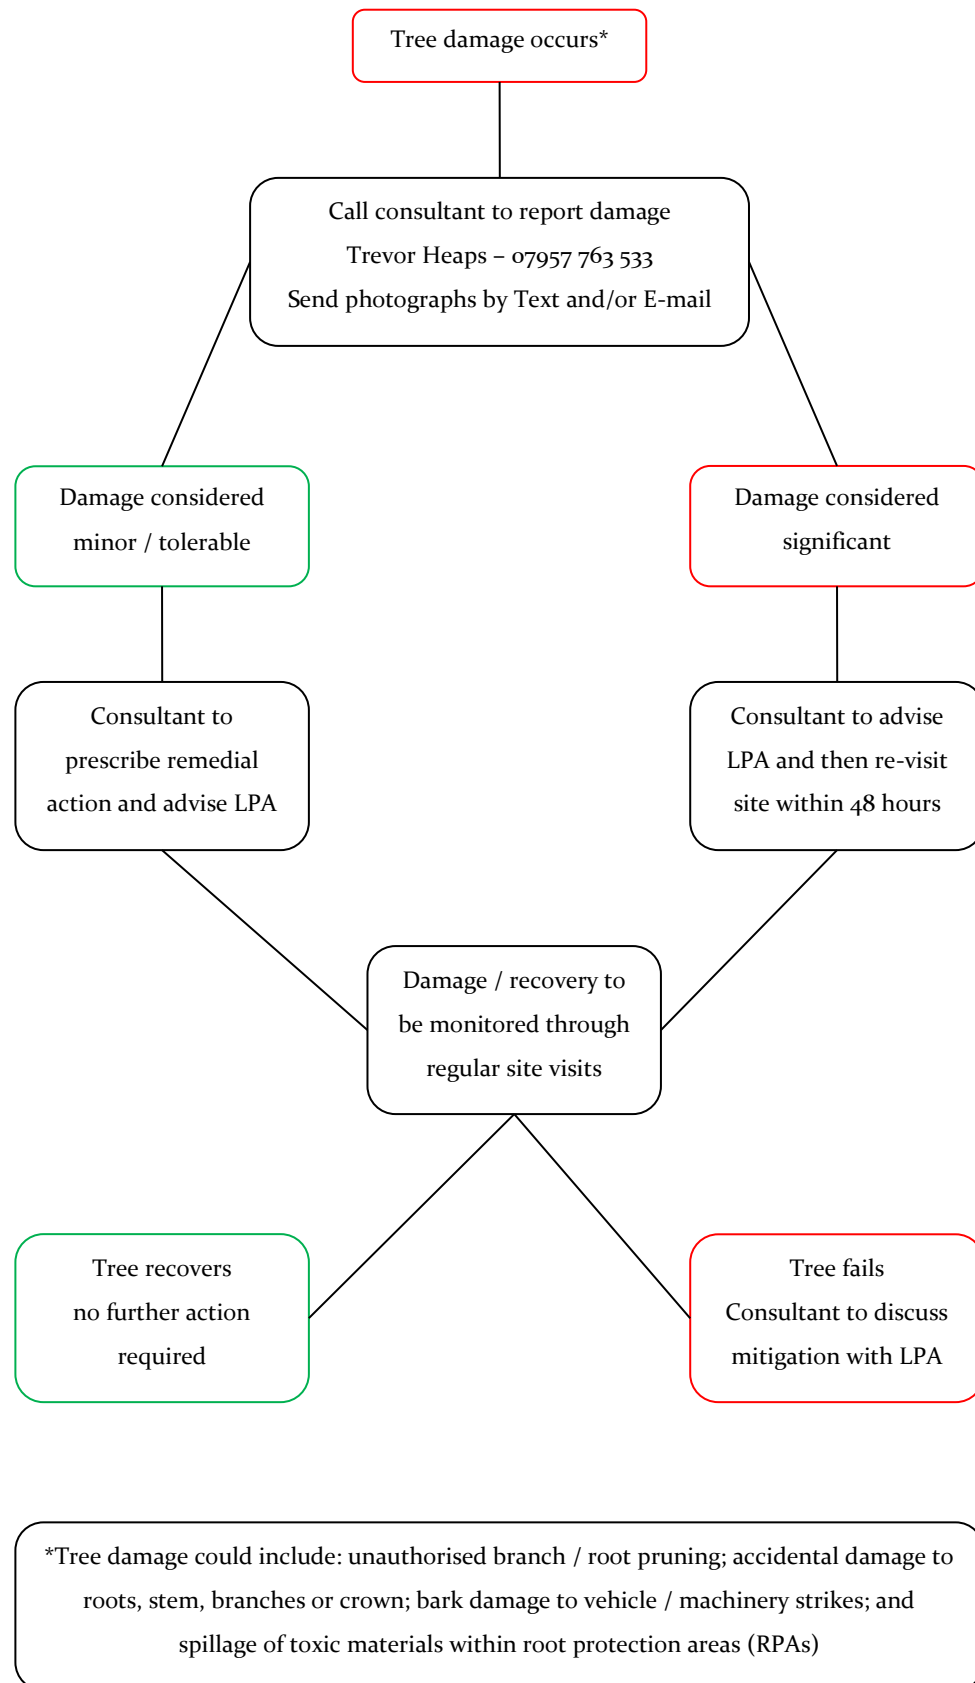 Tree damage occurs*
Call consultant to report damage
Trevor Heaps – 07957 763 533
Send photographs by Text and/or E-mail
Damage considered
minor / tolerable
Damage considered
significant
Consultant to
prescribe remedial
action and advise LPA
Consultant to advise
LPA and then re-visit
site within 48 hours
Damage / recovery to
be monitored through
regular site visits
Tree recovers
no further action
required
Tree fails
Consultant to discuss
mitigation with LPA
*Tree damage could include: unauthorised branch / root pruning; accidental damage to
roots, stem, branches or crown; bark damage to vehicle / machinery strikes; and
spillage of toxic materials within root protection areas (RPAs)